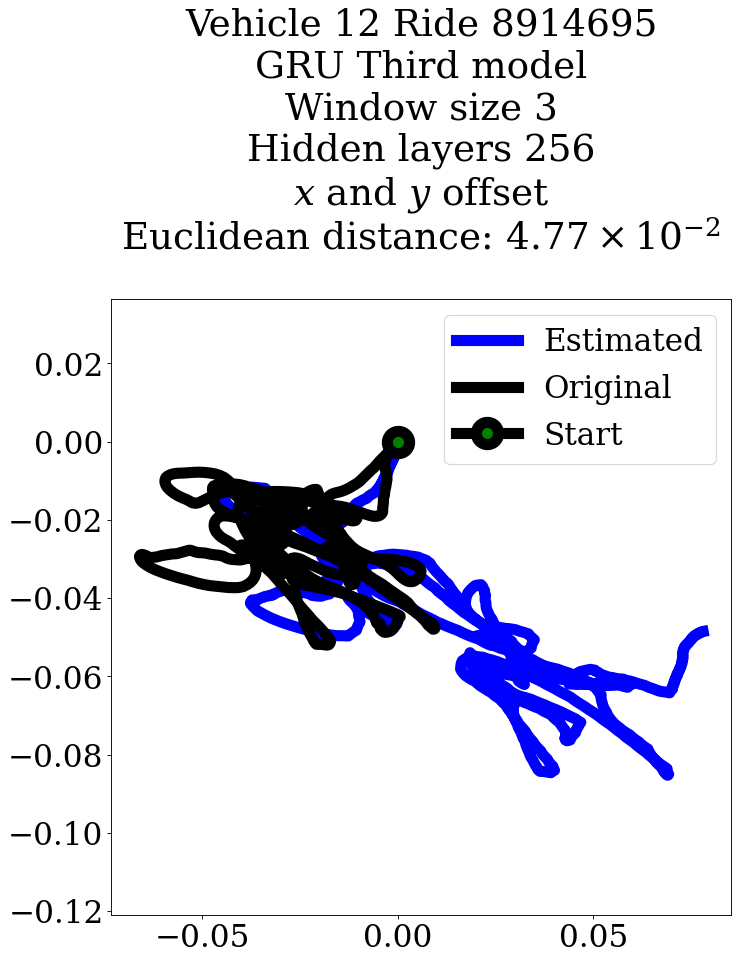 Vehicle 12 Ride 8914695
GRU Third model
Window size 3
Hidden layers 256
x and y offset
Euclidean distance: 4.77 × 10⁻²
Estimated
Original
Start
0.02
0.00
−0.02
−0.04
−0.06
−0.08
−0.10
−0.12
−0.05
0.00
0.05